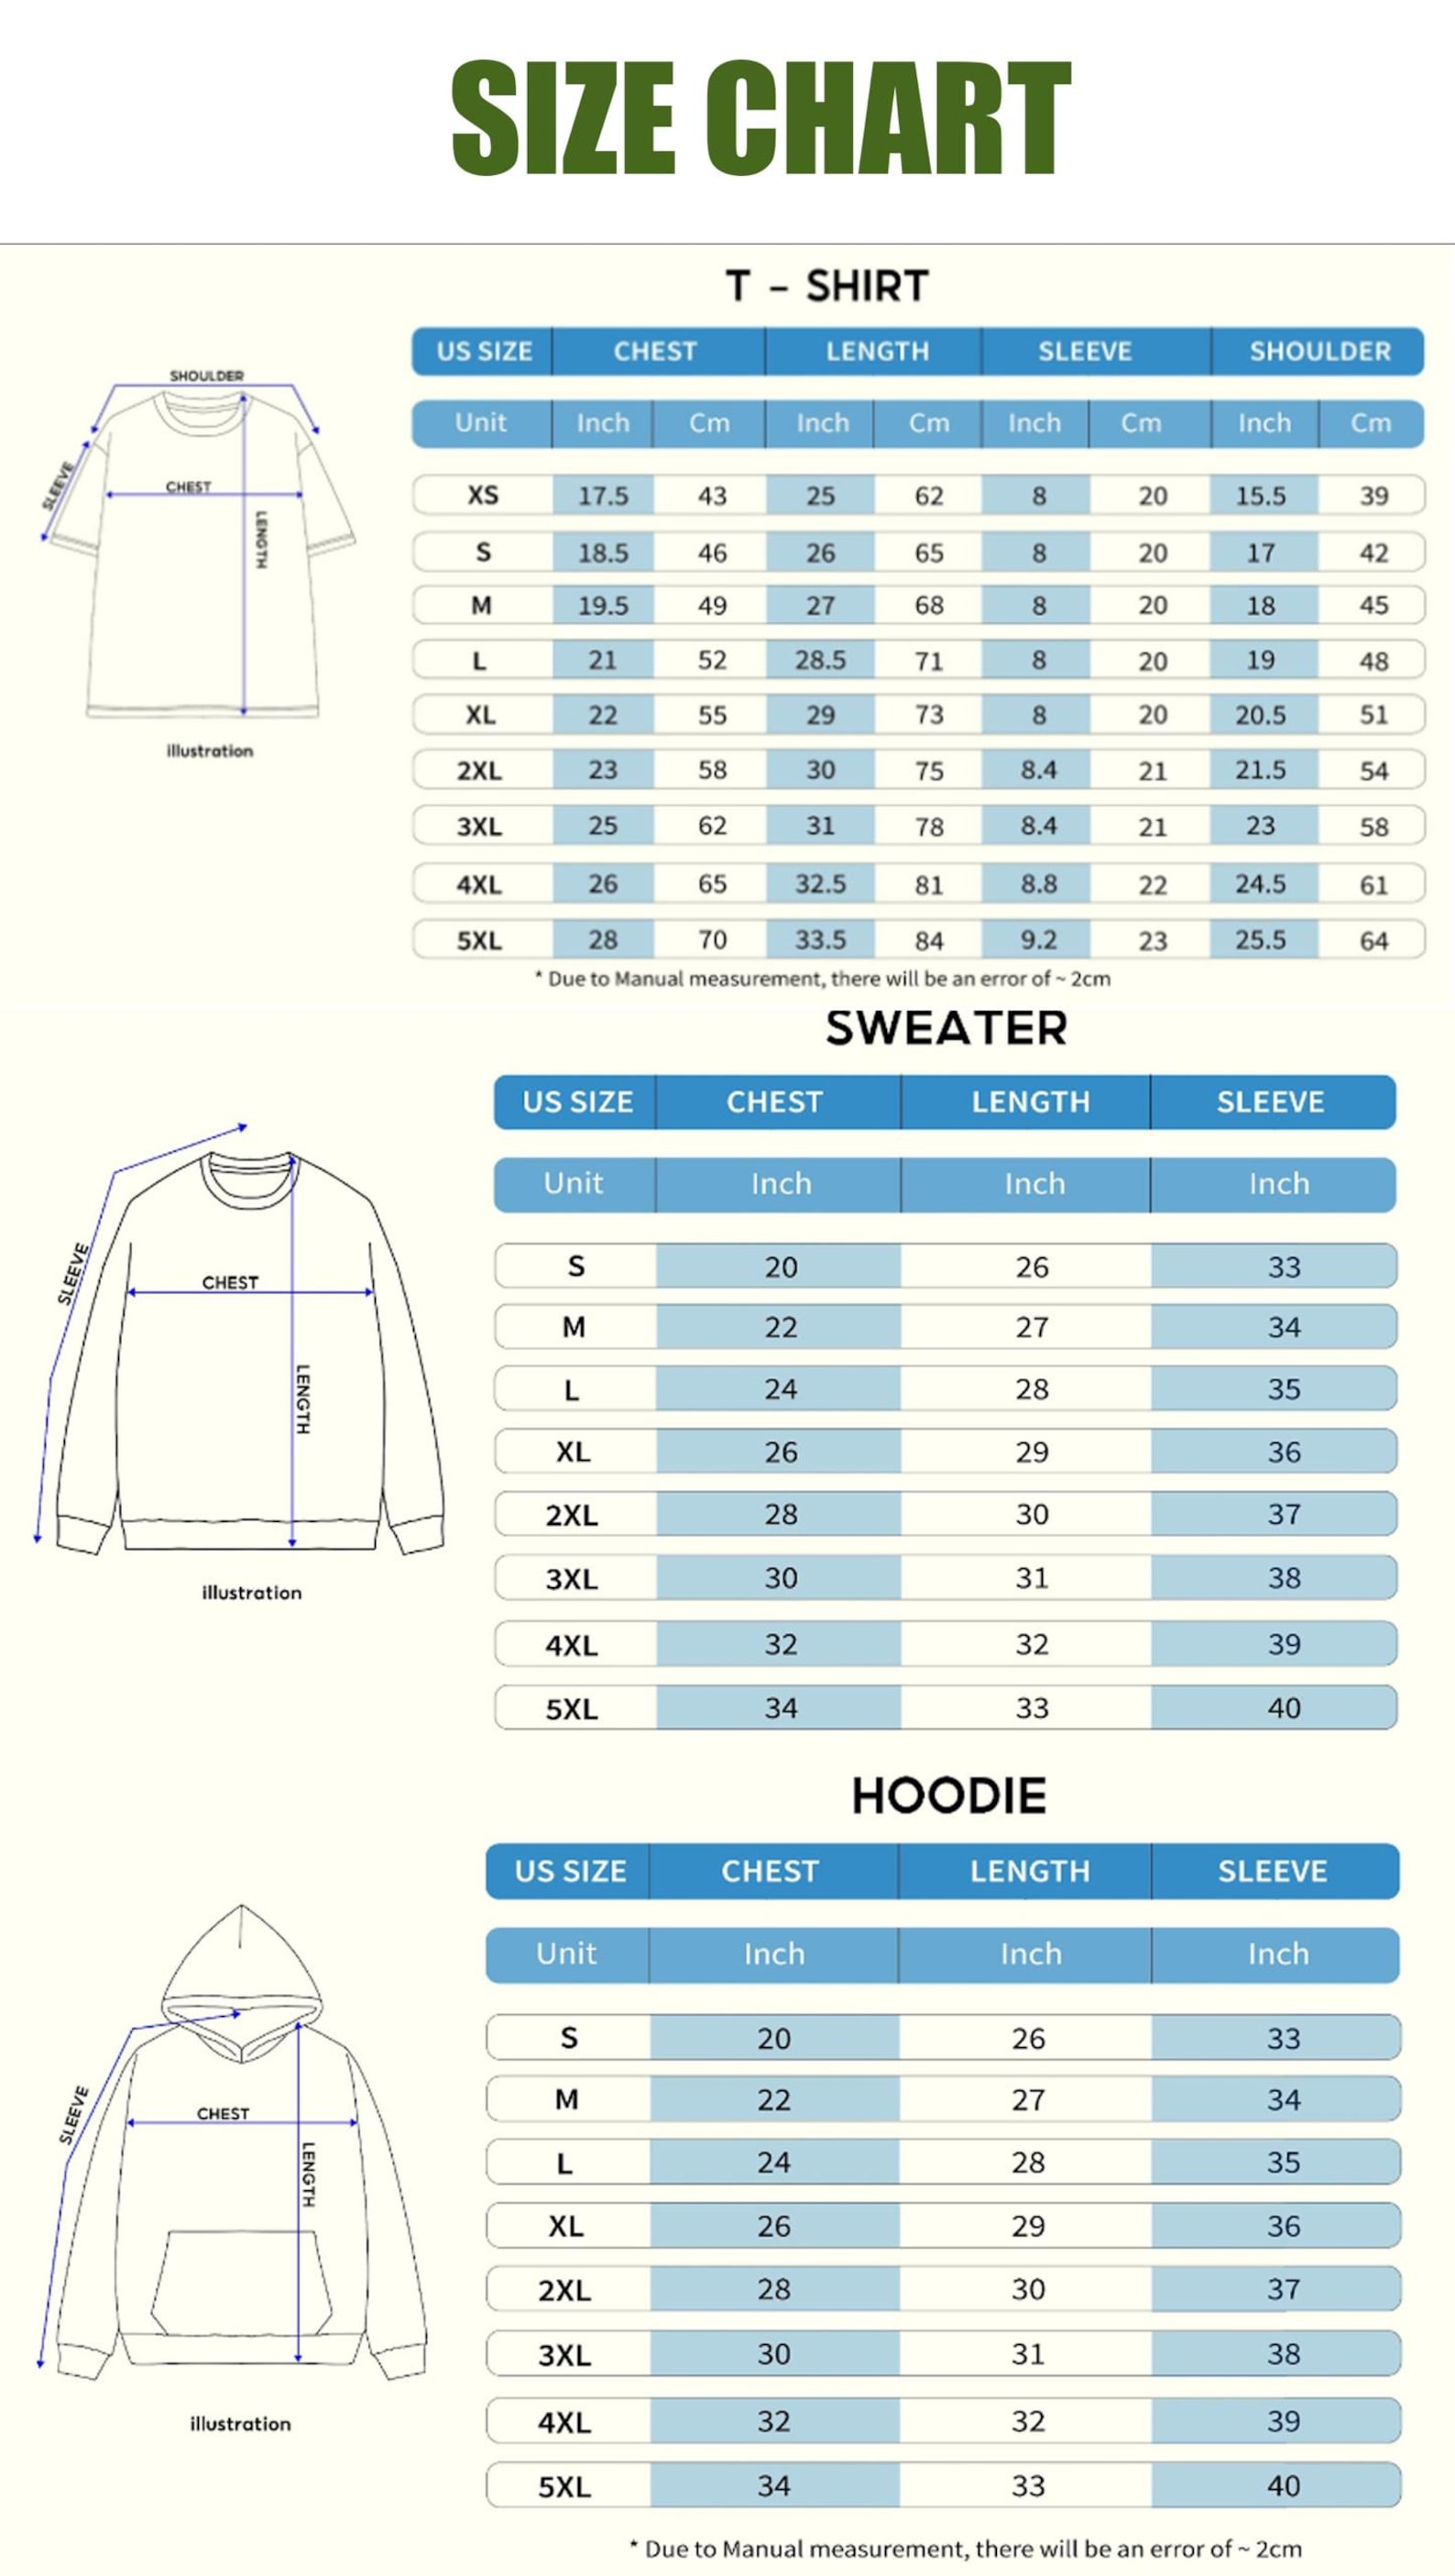 SIZE CHART
T - SHIRT
US SIZE CHEST LENGTH SLEEVE SHOULDER
Unit Inch Cm Inch Cm Inch Cm Inch Cm
XS 17.5 43 25 62 8 20 15.5 39
S 18.5 46 26 65 8 20 17 42
M 19.5 49 27 68 8 20 18 45
L 21 52 28.5 71 8 20 19 48
XL 22 55 29 73 8 20 20.5 51
2XL 23 58 30 75 8.4 21 21.5 54
3XL 25 62 31 78 8.4 21 23 58
4XL 26 65 32.5 81 8.8 22 24.5 61
5XL 28 70 33.5 84 9.2 23 25.5 64
* Due to Manual measurement, there will be an error of ~ 2cm
SHOULDER
SLEEVE
CHEST
LENGTH
illustration
SWEATER
US SIZE CHEST LENGTH SLEEVE
Unit Inch Inch Inch
S 20 26 33
M 22 27 34
L 24 28 35
XL 26 29 36
2XL 28 30 37
3XL 30 31 38
4XL 32 32 39
5XL 34 33 40
SLEEVE
CHEST
LENGTH
illustration
HOODIE
US SIZE CHEST LENGTH SLEEVE
Unit Inch Inch Inch
S 20 26 33
M 22 27 34
L 24 28 35
XL 26 29 36
2XL 28 30 37
3XL 30 31 38
4XL 32 32 39
5XL 34 33 40
SLEEVE
CHEST
LENGTH
illustration
* Due to Manual measurement, there will be an error of ~ 2cm